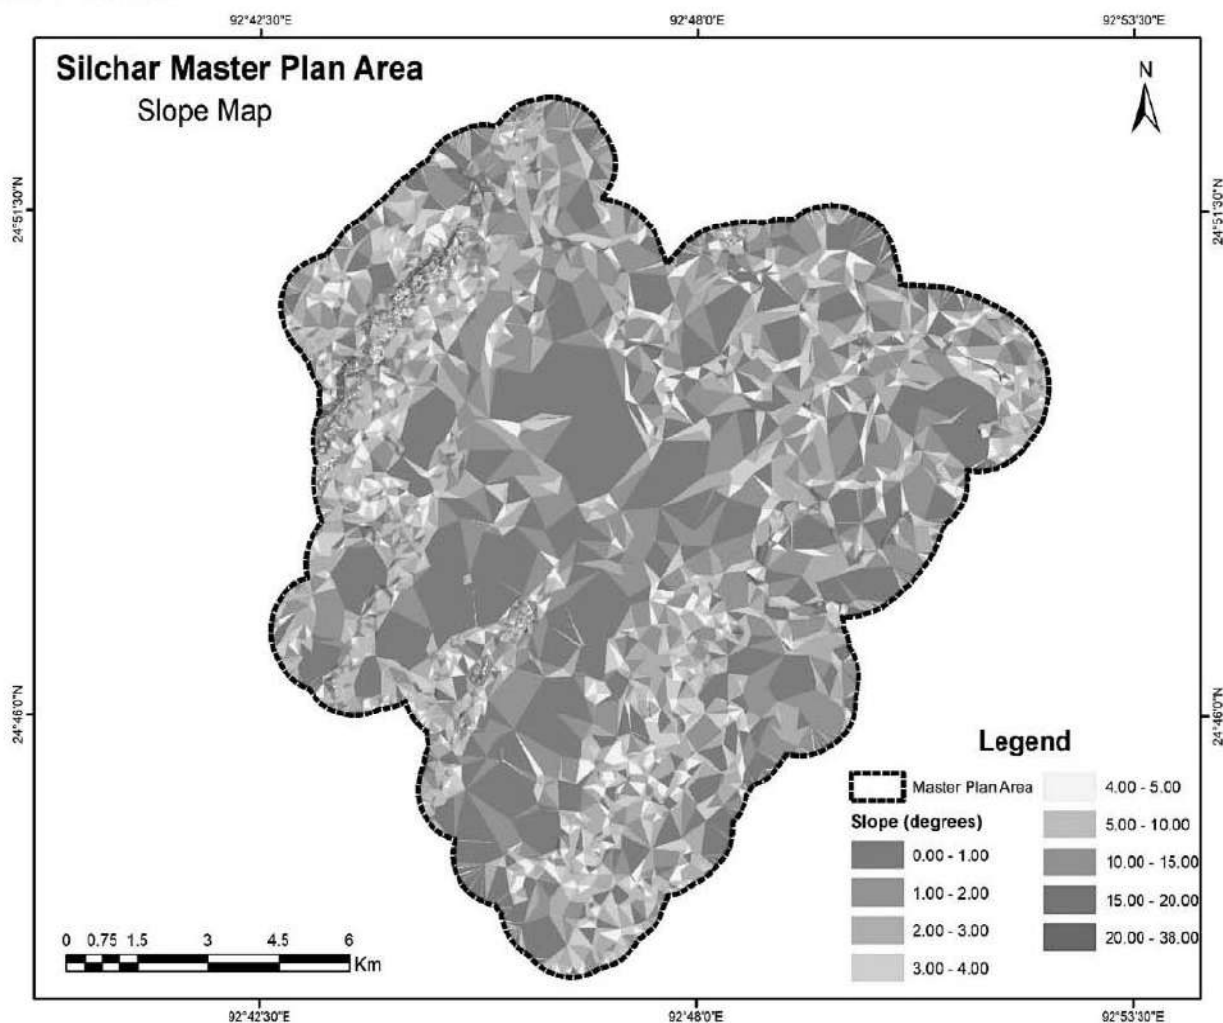 92°42'30"E 92°48'0"E 92°53'30"E
Silchar Master Plan Area
Slope Map
N
24°51'30"N 24°51'30"N
24°46'0"N 24°46'0"N
Legend
Master Plan Area
Slope (degrees)
0.00 - 1.00
1.00 - 2.00
2.00 - 3.00
3.00 - 4.00
4.00 - 5.00
5.00 - 10.00
10.00 - 15.00
15.00 - 20.00
20.00 - 38.00
0 0.75 1.5 3 4.5 6
Km
92°42'30"E 92°48'0"E 92°53'30"E